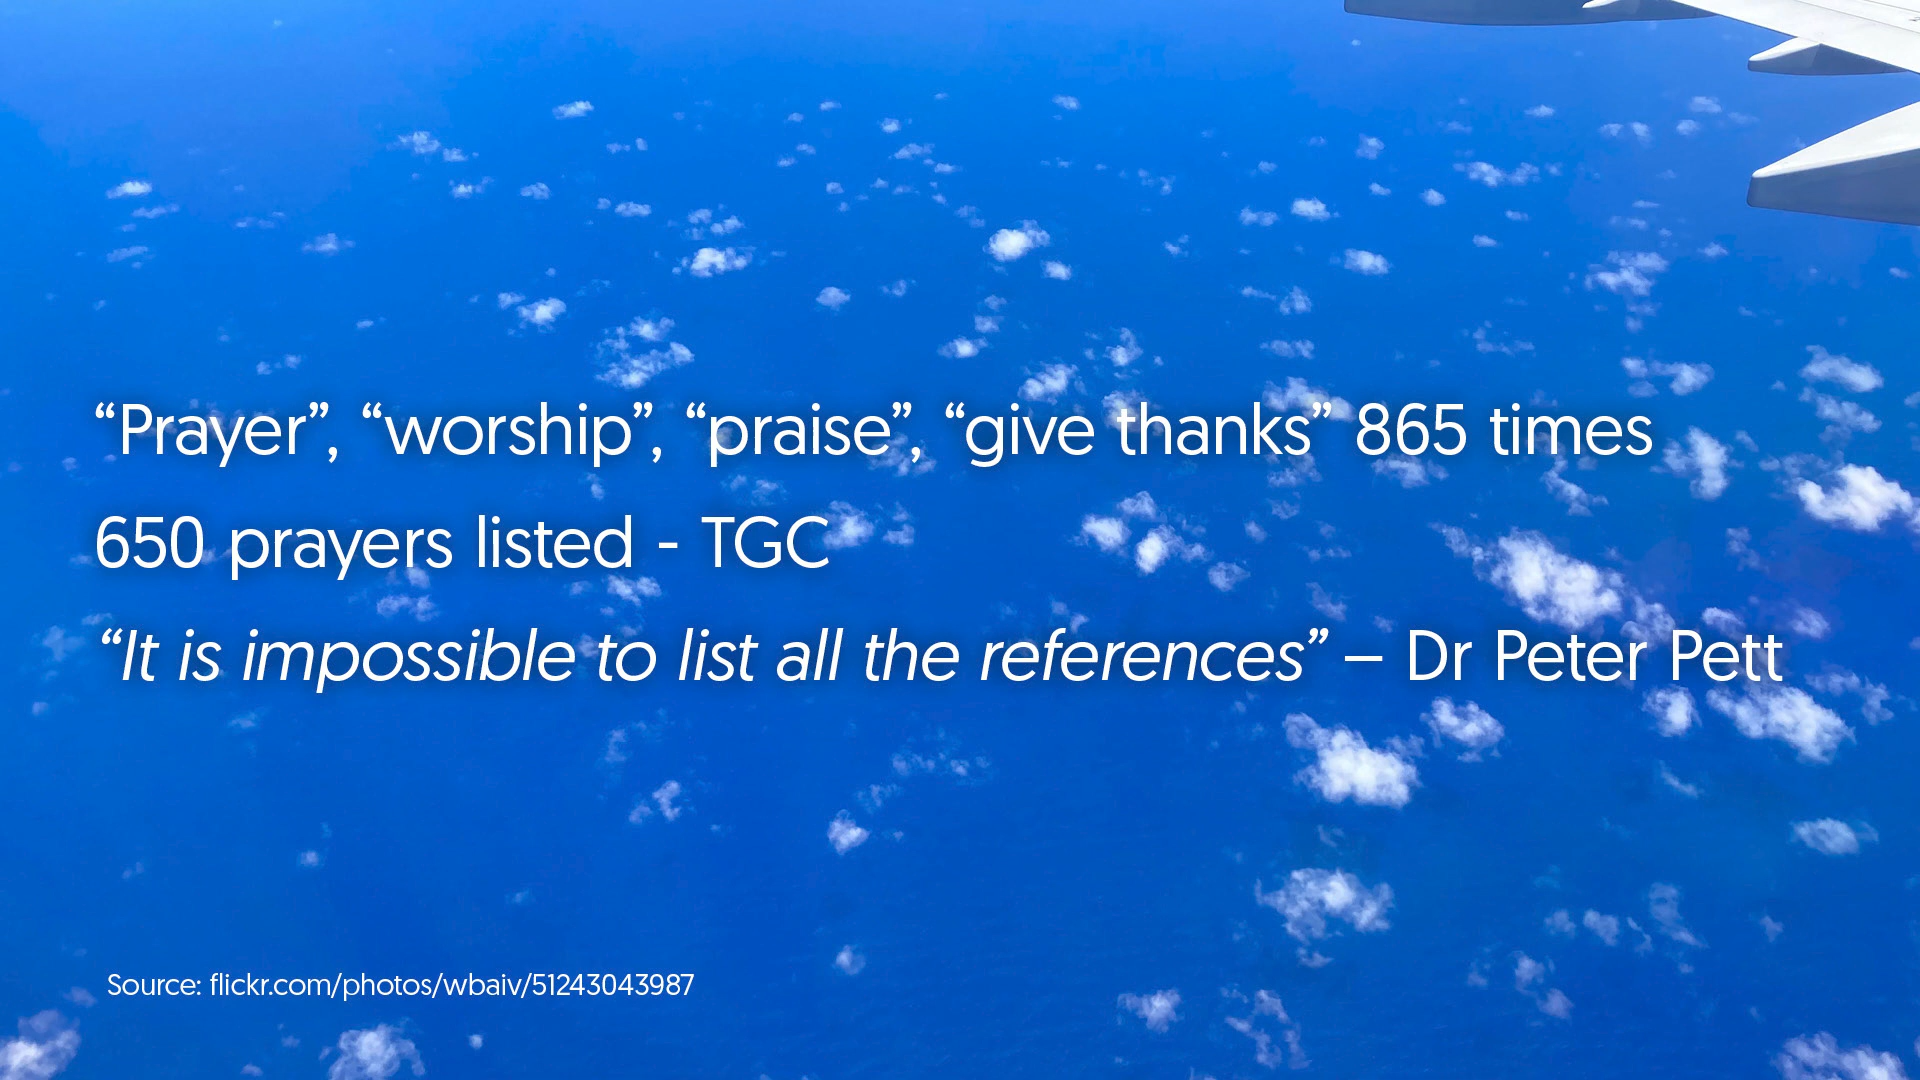 “Prayer”, “worship”, “praise”, “give thanks” 865 times
650 prayers listed - TGC
“It is impossible to list all the references” – Dr Peter Pett
Source: flickr.com/photos/wbaiv/51243043987